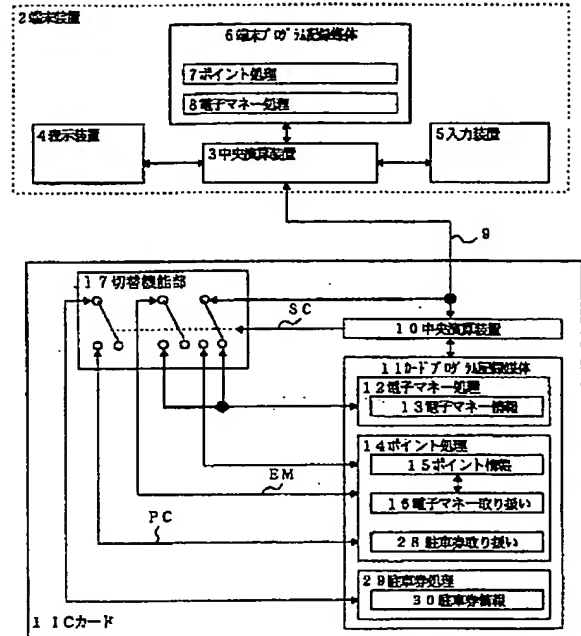 2端末装置
6端末プログラム記録媒体
7ポイント処理
8電子マネー処理
4表示装置
5入力装置
3中央演算装置
9
17切替機能部
SC
10中央演算装置
11カードプログラム記録媒体
12電子マネー処理
13電子マネー情報
14ポイント処理
15ポイント情報
EM
16電子マネー取り扱い
PC
28駐車券取り扱い
29駐車券処理
30駐車券情報
1 ICカード